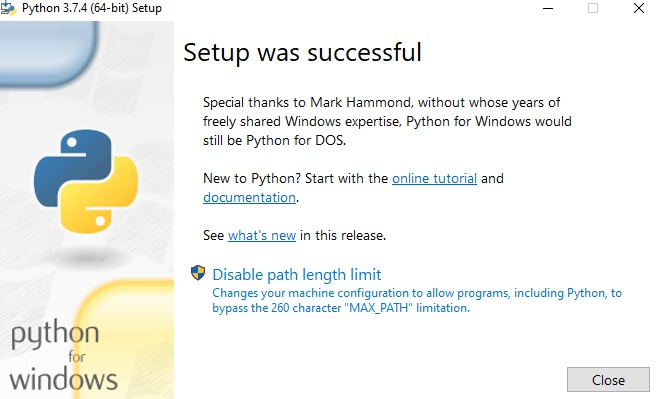 Python 3.7.4 (64-bit) Setup
Setup was successful
Special thanks to Mark Hammond, without whose years of
freely shared Windows expertise, Python for Windows would
still be Python for DOS.
New to Python? Start with the online tutorial and
documentation.
See what's new in this release.
Disable path length limit
Changes your machine configuration to allow programs, including Python, to
bypass the 260 character "MAX_PATH" limitation.
python
for
windows
Close